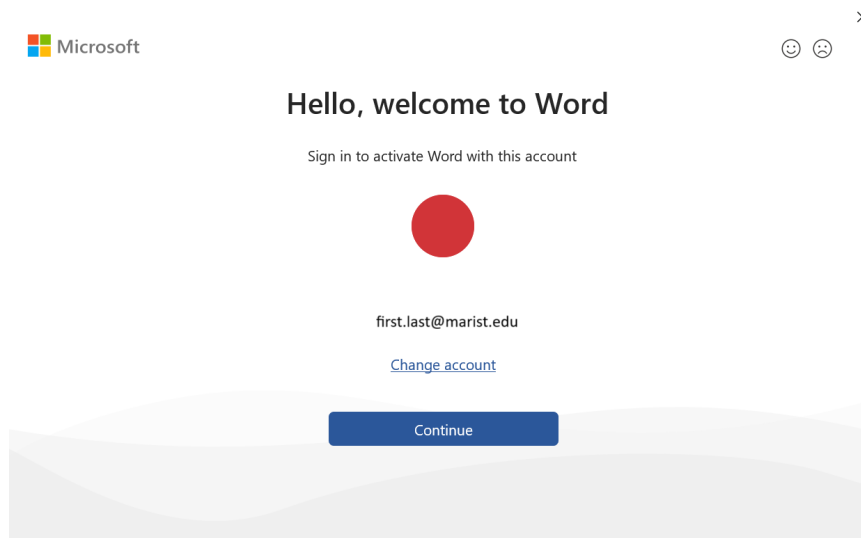 Microsoft
Hello, welcome to Word
Sign in to activate Word with this account
first.last@marist.edu
Change account
Continue